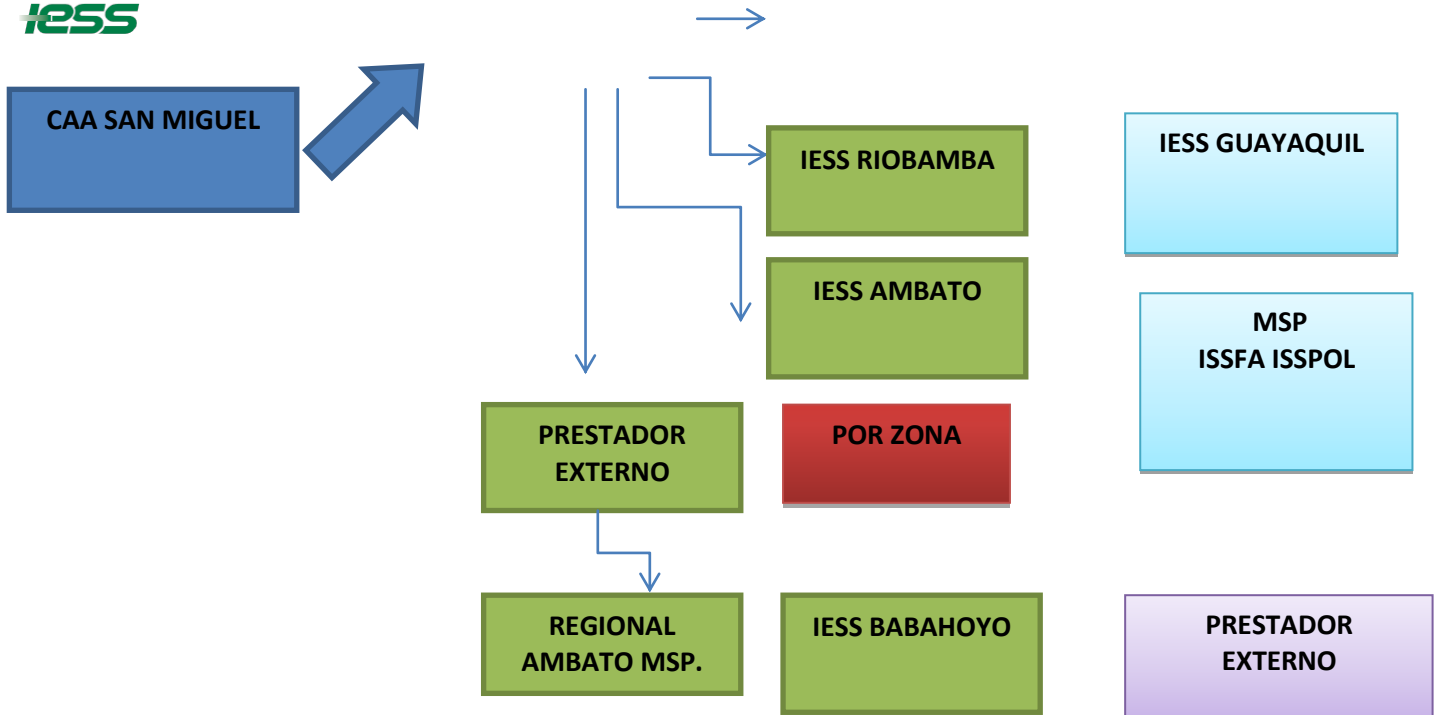 iess
CAA SAN MIGUEL
IESS RIOBAMBA
IESS GUAYAQUIL
IESS AMBATO
MSP
ISSFA ISSPOL
PRESTADOR
EXTERNO
POR ZONA
REGIONAL
AMBATO MSP.
IESS BABAHOYO
PRESTADOR
EXTERNO